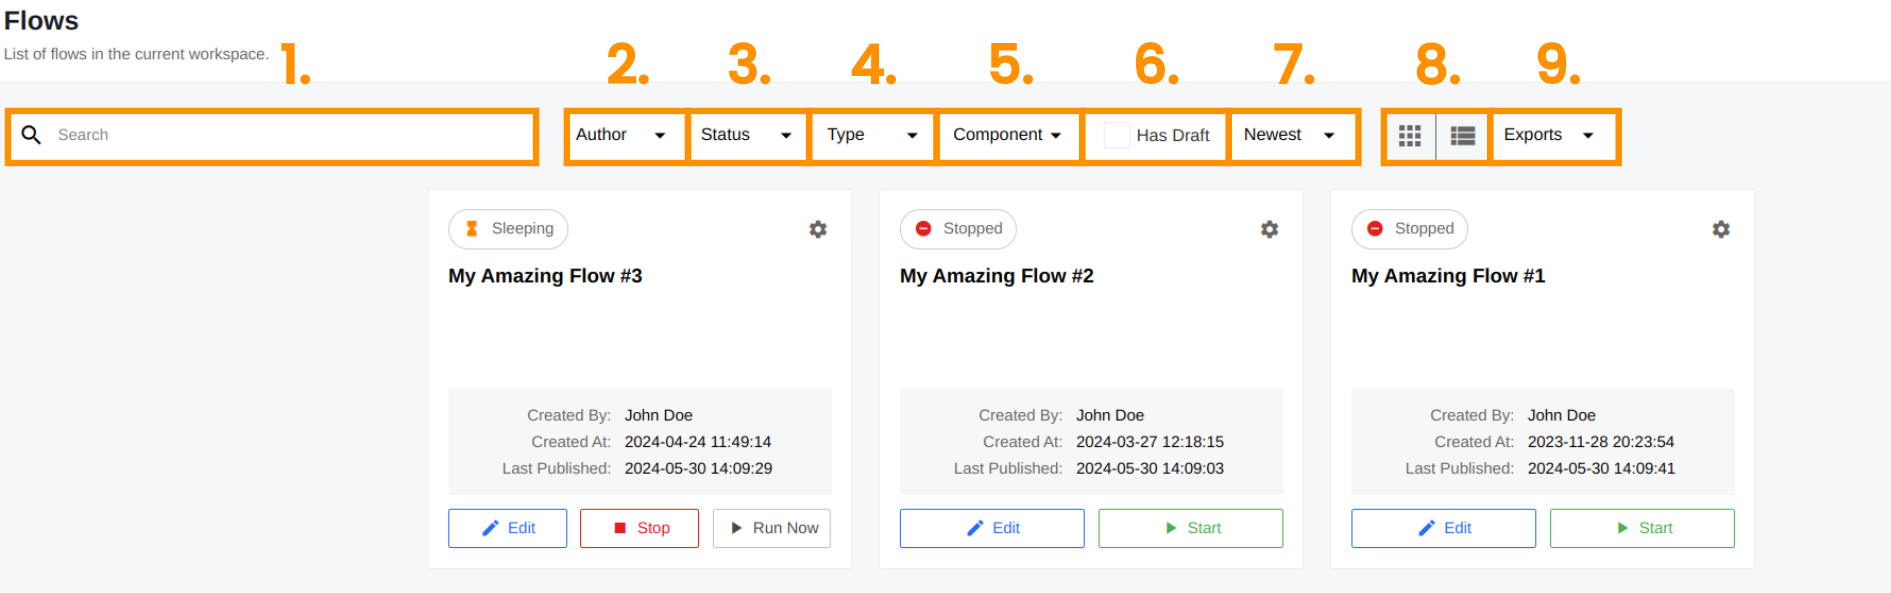 Flows
List of flows in the current workspace.
1. 2. 3. 4. 5. 6. 7. 8. 9.
Search Author Status Type Component Has Draft Newest Exports
Sleeping
My Amazing Flow #3
Created By: John Doe
Created At: 2024-04-24 11:49:14
Last Published: 2024-05-30 14:09:29
Edit Stop Run Now
Stopped
My Amazing Flow #2
Created By: John Doe
Created At: 2024-03-27 12:18:15
Last Published: 2024-05-30 14:09:03
Edit Start
Stopped
My Amazing Flow #1
Created By: John Doe
Created At: 2023-11-28 20:23:54
Last Published: 2024-05-30 14:09:41
Edit Start